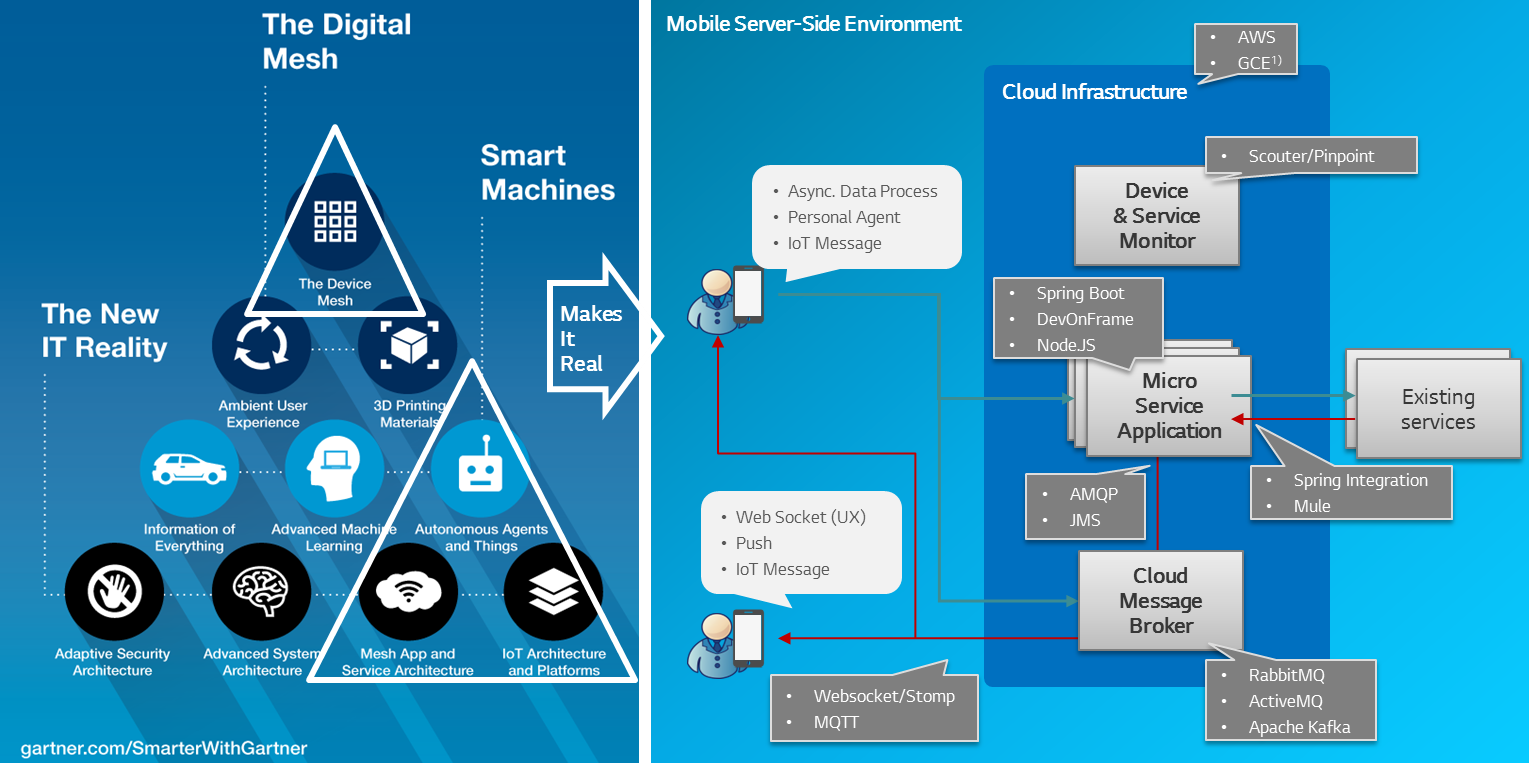 The Digital
Mesh
Smart
Machines
The Device
Mesh
The New
IT Reality
Ambient User
Experience
3D Printing
Materials
Information of
Everything
Advanced Machine
Learning
Autonomous Agents
and Things
Adaptive Security
Architecture
Advanced System
Architecture
Mesh App and
Service Architecture
IoT Architecture
and Platforms
gartner.com/SmarterWithGartner
Makes
It
Real
Mobile Server-Side Environment
• AWS
• GCE1)
Cloud Infrastructure
• Scouter/Pinpoint
Device
& Service
Monitor
• Async. Data Process
• Personal Agent
• IoT Message
• Spring Boot
• DevOnFrame
• NodeJS
Micro
Service
Application
Existing
services
• Spring Integration
• Mule
• AMQP
• JMS
• Web Socket (UX)
• Push
• IoT Message
Cloud
Message
Broker
• Websocket/Stomp
• MQTT
• RabbitMQ
• ActiveMQ
• Apache Kafka